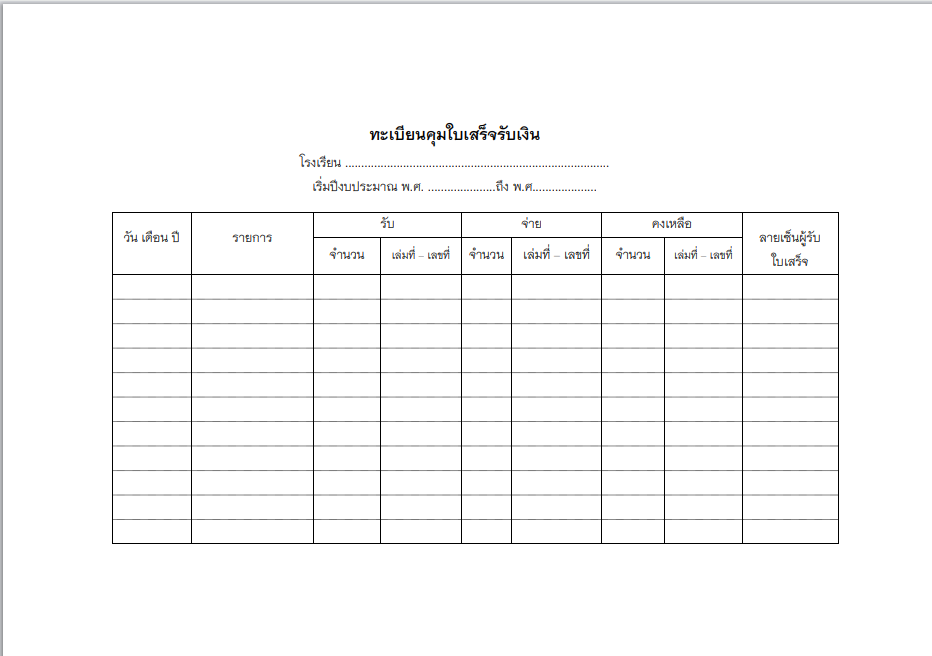 ทะเบียนคุมใบเสร็จรับเงิน
โรงเรียน ..................................................................................
เริ่มปีงบประมาณ พ.ศ. .....................ถึง พ.ศ....................
วัน เดือน ปี
รายการ
รับ
จ่าย
คงเหลือ
ลายเซ็นผู้รับ
ใบเสร็จ
จำนวน
เล่มที่ – เลขที่
จำนวน
เล่มที่ – เลขที่
จำนวน
เล่มที่ – เลขที่